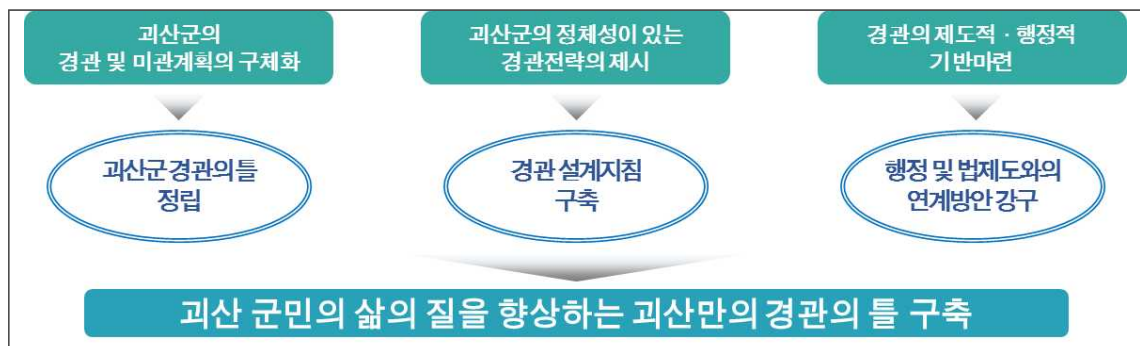 괴산군의
경관 및 미관계획의 구체화
괴산군의 정체성이 있는
경관전략의 제시
경관의 제도적 · 행정적
기반마련
괴산군 경관의 틀
정립
경관 설계지침
구축
행정 및 법제도와의
연계방안 강구
괴산 군민의 삶의 질을 향상하는 괴산만의 경관의 틀 구축